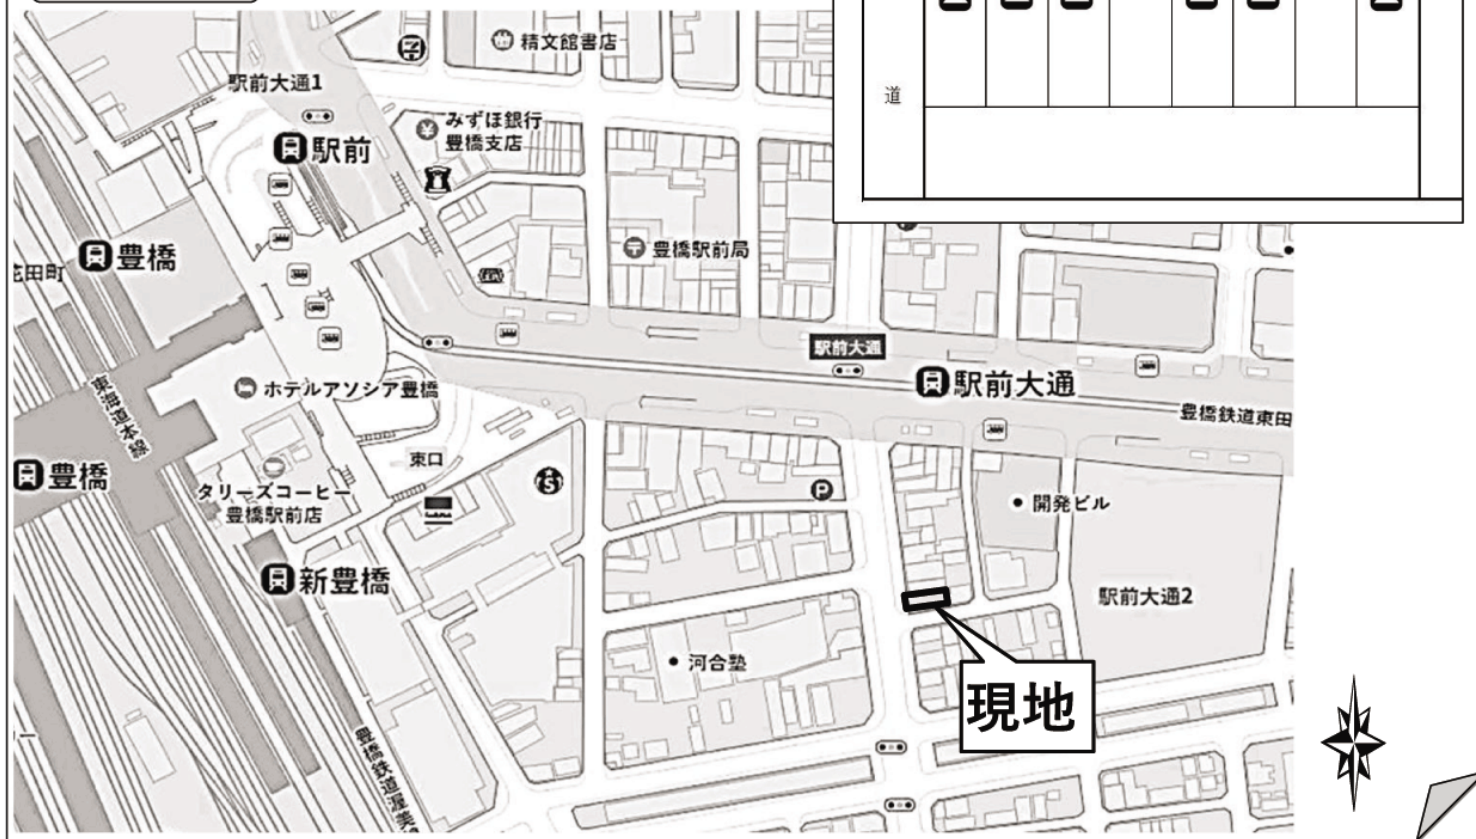 精文館書店
駅前大通1
道
みずほ銀行
豊橋支店
駅前
豊橋
豊橋駅前局
花田町
駅前大通
駅前大通
ホテルアソシア豊橋
東海道本線
豊橋鉄道東田
東口
豊橋
タリーズコーヒー
豊橋駅前店
P
開発ビル
新豊橋
駅前大通2
河合塾
現地
豊橋鉄道渥美